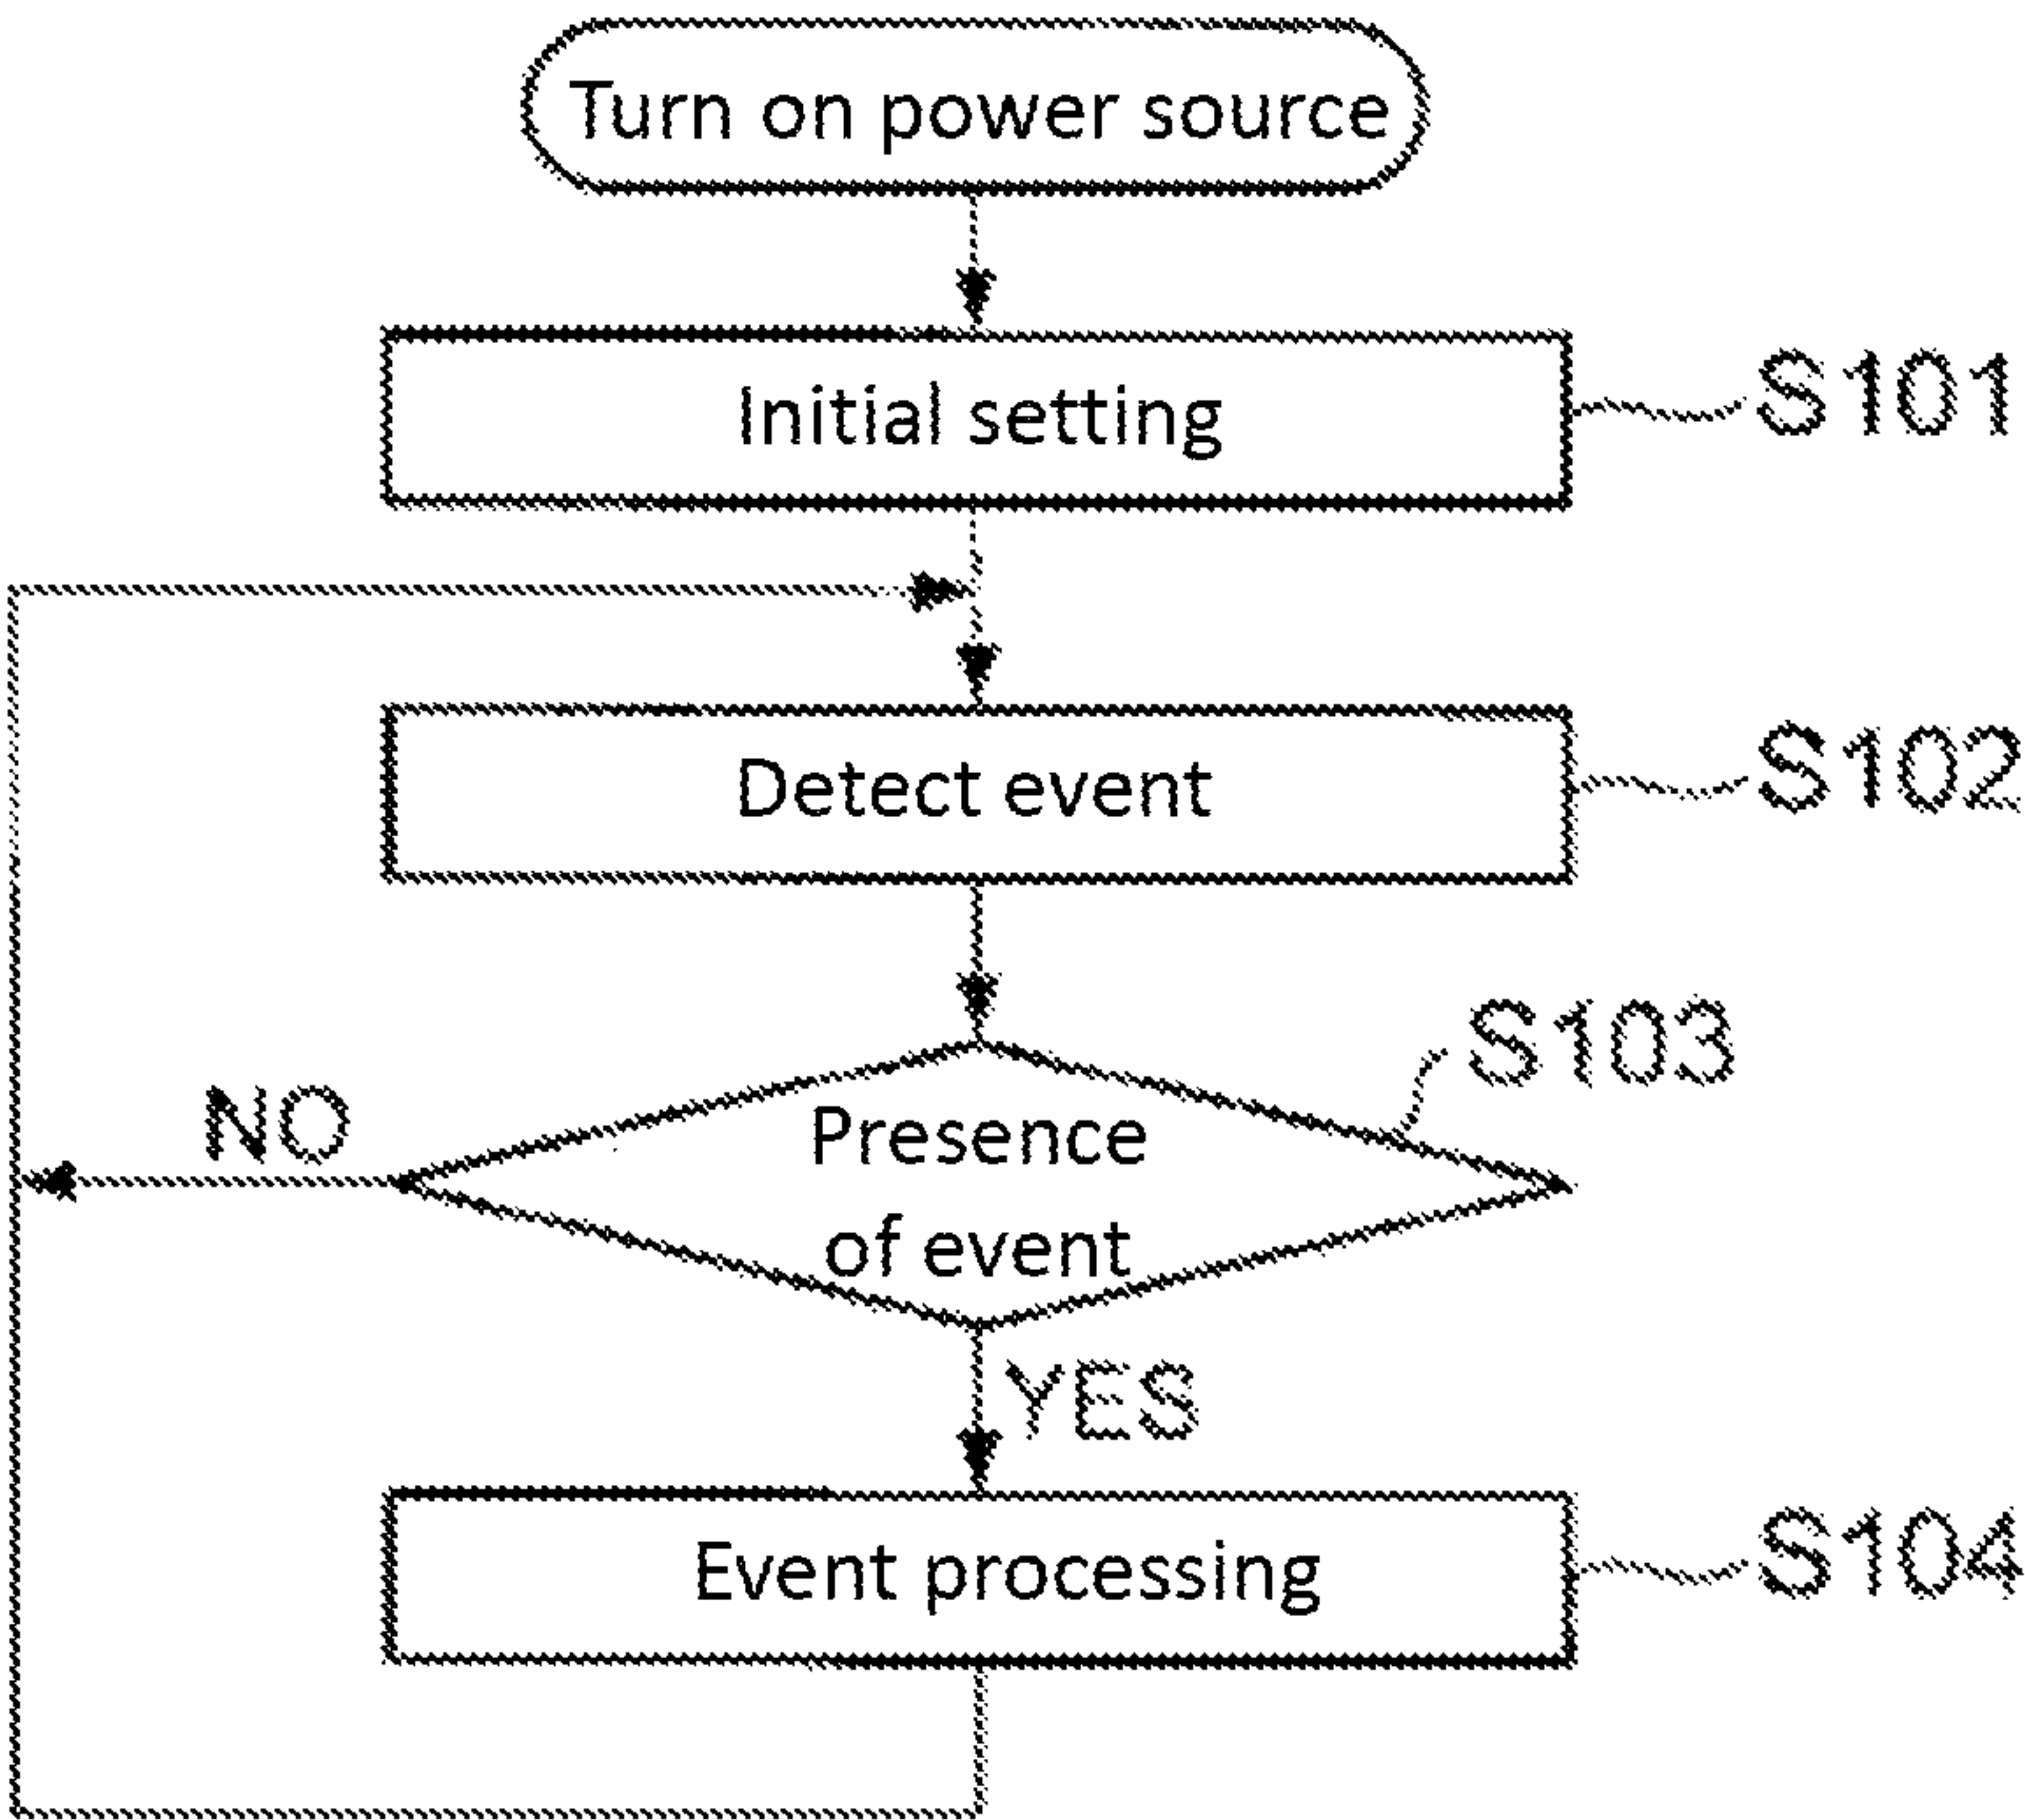 Turn on power source
Initial setting
S101
Detect event
S102
S103
NO
Presence
of event
YES
Event processing
S104